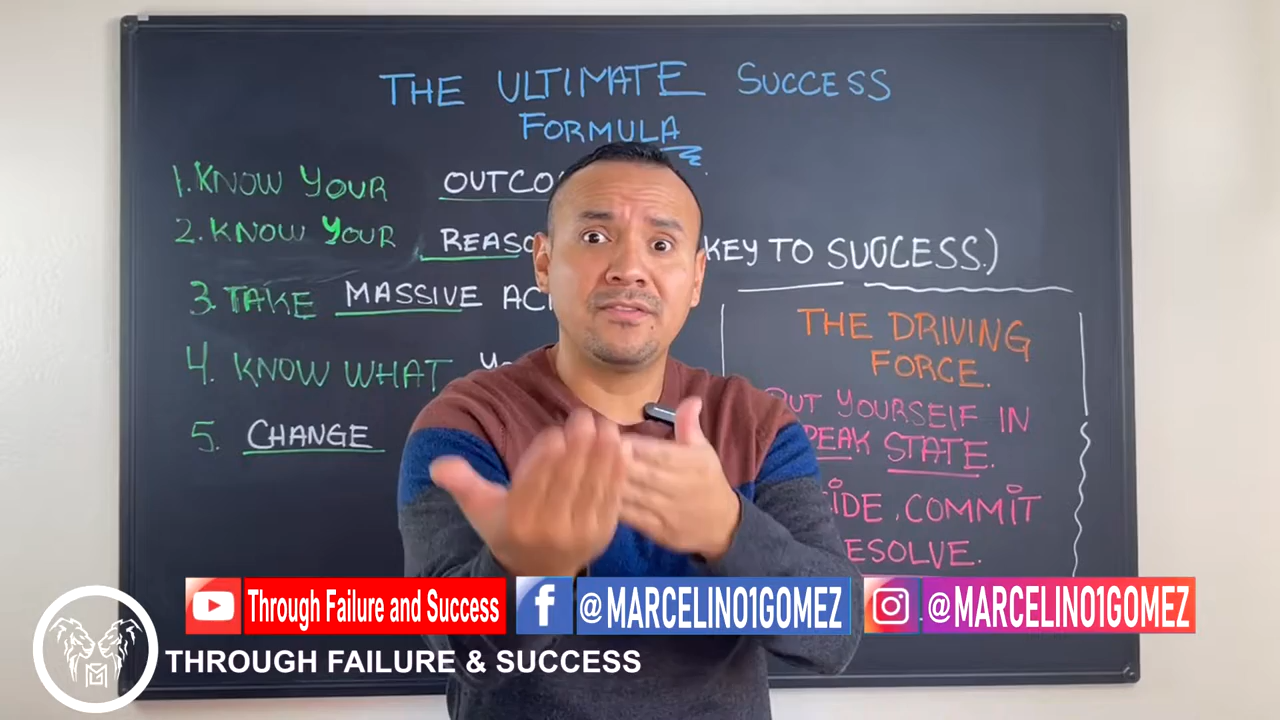 THE ULTIMATE SUCCESS
FORMULA
1. KNOW YOUR OUTCO
2. KNOW YOUR REASO KEY TO SUCCESS.)
3. TAKE MASSIVE AC
4. KNOW WHAT
5. CHANGE
THE DRIVING
FORCE.
PUT YOURSELF IN
PEAK STATE.
IDE, COMMIT
ESOLVE.
Through Failure and Success
@MARCELINO1GOMEZ
@MARCELINO1GOMEZ
THROUGH FAILURE & SUCCESS
MG